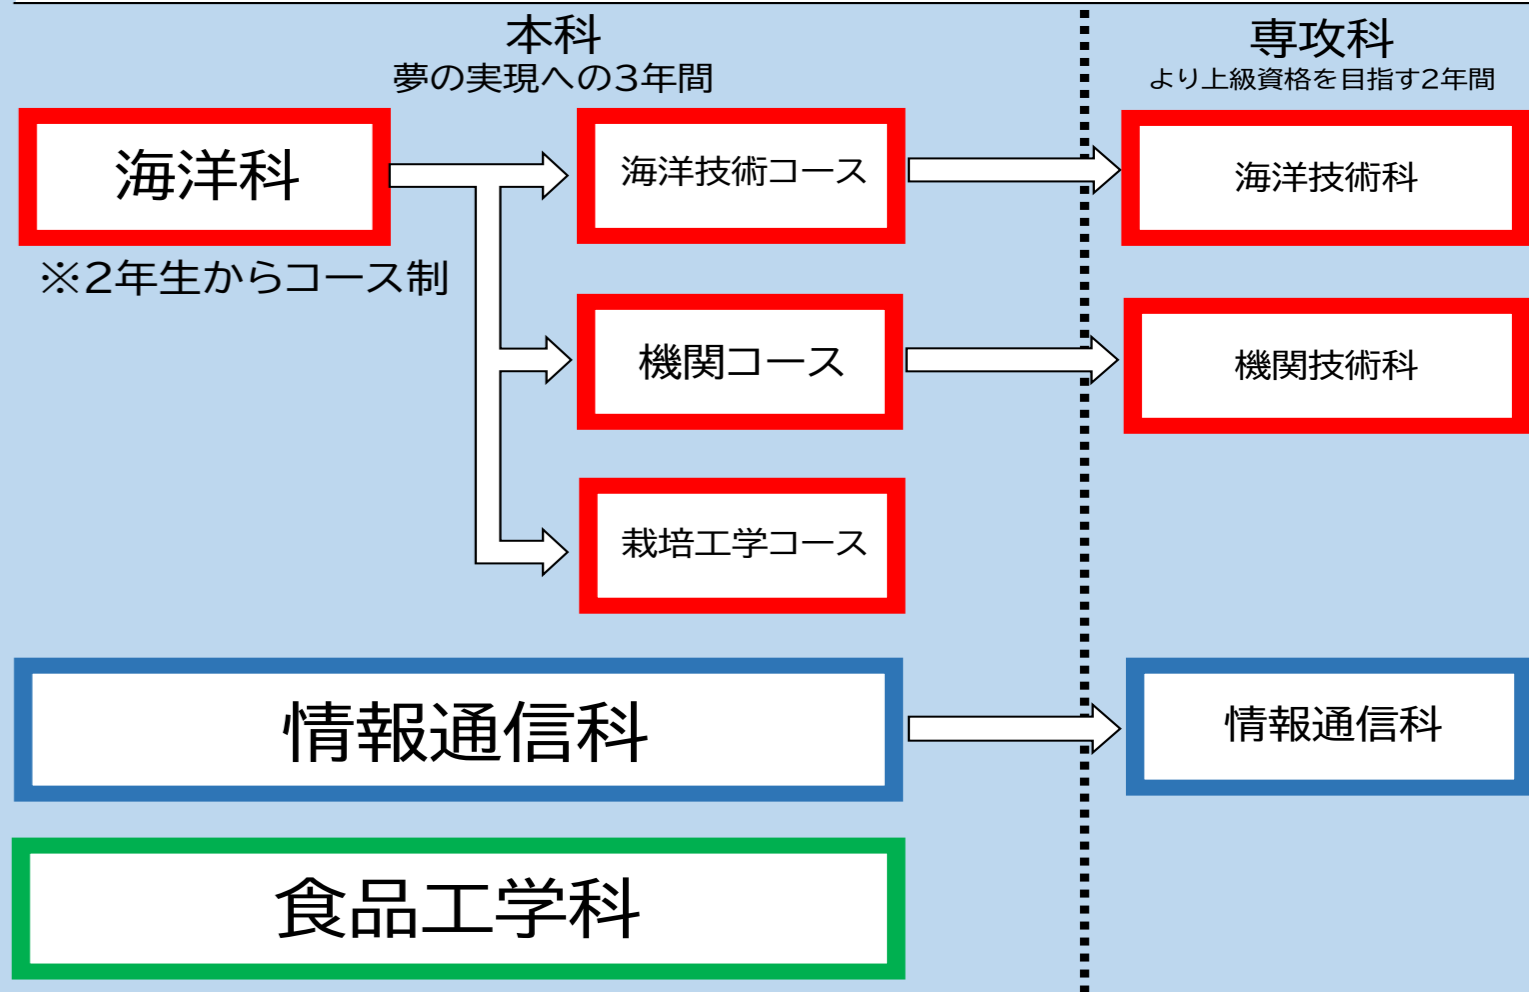 本科
夢の実現への3年間
専攻科
より上級資格を目指す2年間
海洋科
※2年生からコース制
海洋技術コース
海洋技術科
機関コース
機関技術科
栽培工学コース
情報通信科
情報通信科
食品工学科